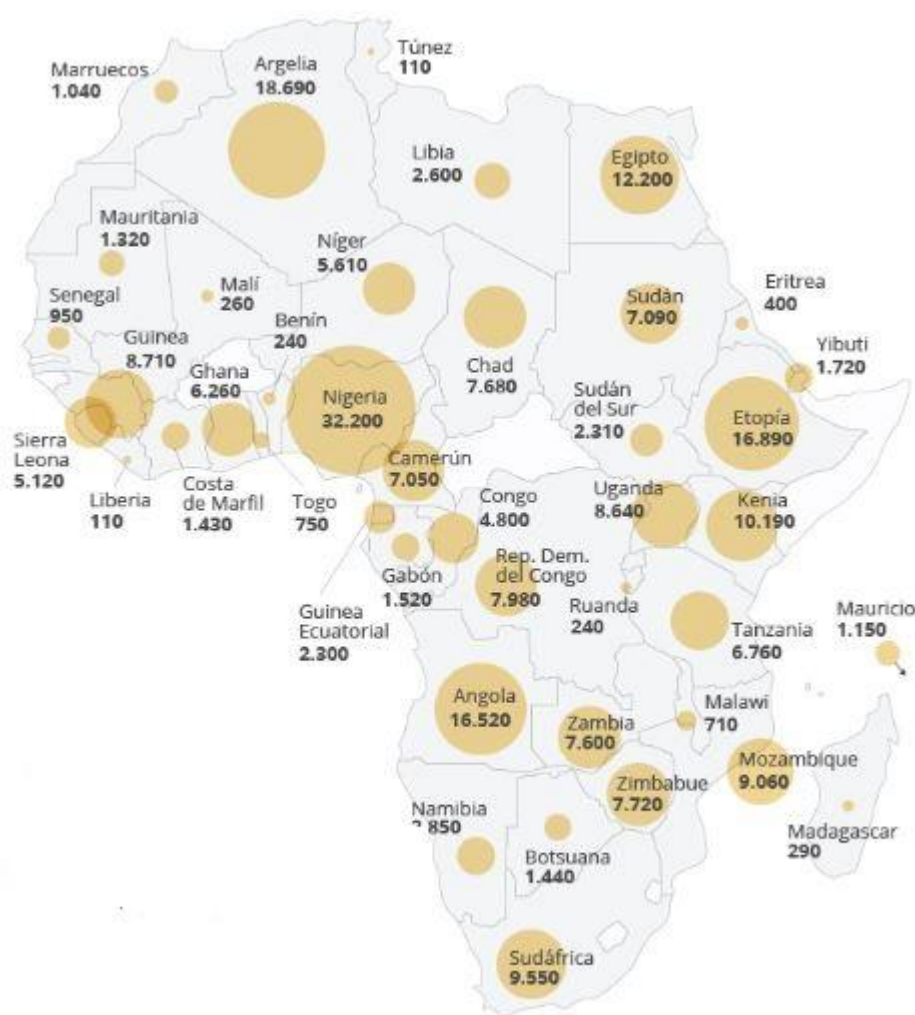 Túnez
110
Marruecos
1.040
Argelia
18.690
Libia
2.600
Egipto
12.200
Mauritania
1.320
Níger
5.610
Malí
260
Senegal
950
Benín
240
Sudán
7.090
Eritrea
400
Guinea
8.710
Ghana
6.260
Chad
7.680
Yibuti
1.720
Nigeria
32.200
Sudán
del Sur
2.310
Etopía
16.890
Sierra
Leona
5.120
Liberia
110
Costa
de Marfil
1.430
Togo
750
Camerún
7.050
Congo
4.800
Uganda
8.640
Kenia
10.190
Gabón
1.520
Rep. Dem.
del Congo
7.980
Guinea
Ecuatorial
2.300
Ruanda
240
Tanzania
6.760
Mauricio
1.150
Angola
16.520
Zambia
7.600
Malawi
710
Mozambique
9.060
Zimbabue
7.720
Namibia
Botsuana
1.440
Madagascar
290
Sudáfrica
9.550